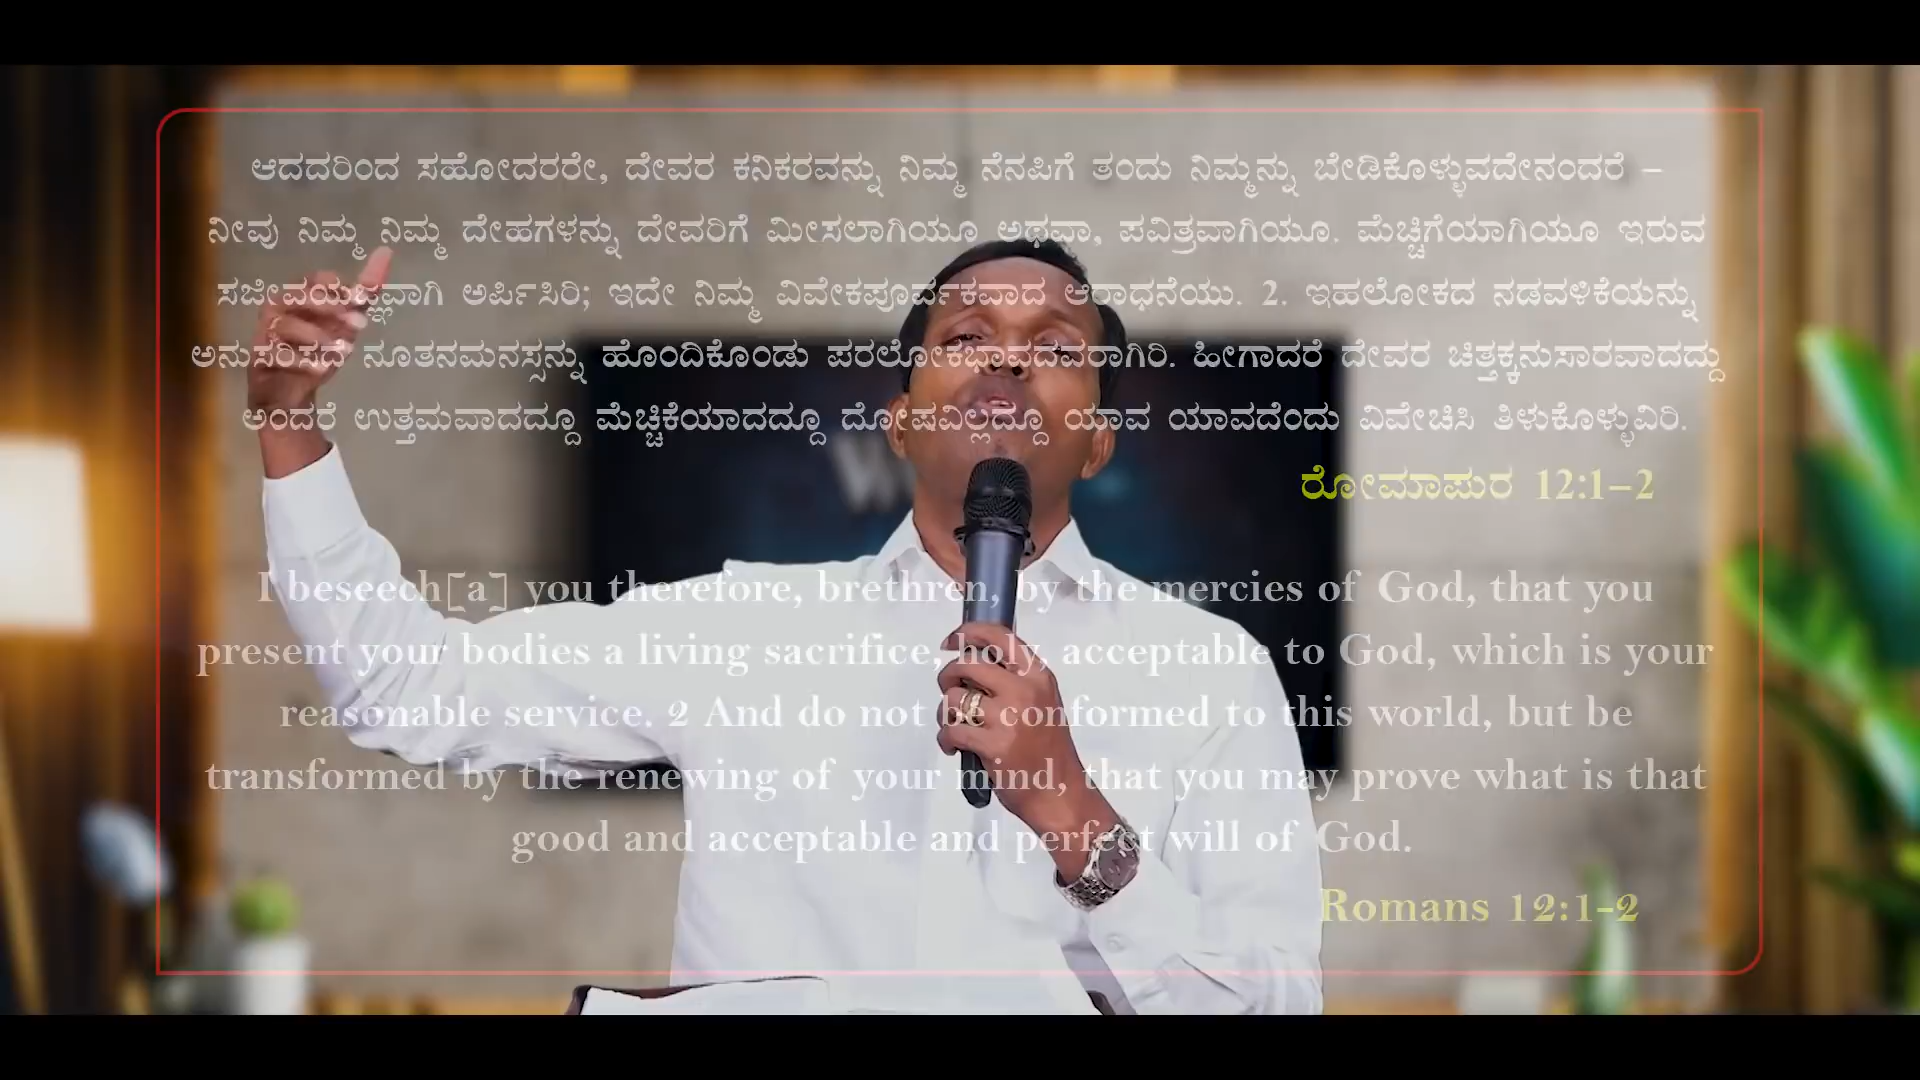 ಆದದರಿಂದ ಸಹೋದರರೇ, ದೇವರ ಕನಿಕರವನ್ನು ನಿಮ್ಮ ನೆನಪಿಗೆ ತಂದು ನಿಮ್ಮನ್ನು ಬೇಡಿಕೊಳ್ಳುವದೇನಂದರೆ –
ನೀವು ನಿಮ್ಮ ನಿಮ್ಮ ದೇಹಗಳನ್ನು ದೇವರಿಗೆ ಮೀಸಲಾಗಿಯೂ ಅಥವಾ, ಪವಿತ್ರವಾಗಿಯೂ. ಮೆಚ್ಚಿಗೆಯಾಗಿಯೂ ಇರುವ
ಸಜೀವಯಜ್ಞವಾಗಿ ಅರ್ಪಿಸಿರಿ; ಇದೇ ನಿಮ್ಮ ವಿವೇಕಪೂರ್ವಕವಾದ ಆರಾಧನೆಯು. 2. ಇಹಲೋಕದ ನಡವಳಿಕೆಯನ್ನು
ಅನುಸರಿಸದೆ ನೂತನಮನಸ್ಸನ್ನು ಹೊಂದಿಕೊಂಡು ಹೀಗಾದರೆ ದೇವರ ಚಿತ್ತಕ್ಕನುಸಾರವಾದದ್ದು
ಅಂದರೆ ಉತ್ತಮವಾದದ್ದೂ ಮೆಚ್ಚಿಕೆಯಾದದ್ದೂ ದೋಷವಿಲ್ಲದ್ದೂ ಯಾವ ಯಾವದೆಂದು ವಿವೇಚಿಸಿ ತಿಳುಕೊಳ್ಳುವಿರಿ.
ರೋಮಾಪುರ 12:1-2
I beseech[a] you therefore, brethren, by the mercies of God, that you
present your bodies a living sacrifice, holy, acceptable to God, which is your
reasonable service. 2 And do not be conformed to this world, but be
transformed by the renewing of your mind, that you may prove what is that
good and acceptable and perfect will of God.
Romans 12:1-2